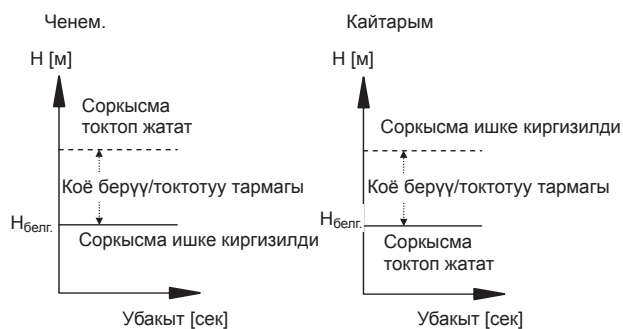 Ченем.
H [м]
Соркысма
токтоп жатат
Коё берүү/токтотуу тармагы
Hбелг.
Соркысма ишке киргизилди
Убакыт [сек]
Кайтарым
H [м]
Соркысма ишке киргизилди
Коё берүү/токтотуу тармагы
Hбелг.
Соркысма
токтоп жатат
Убакыт [сек]